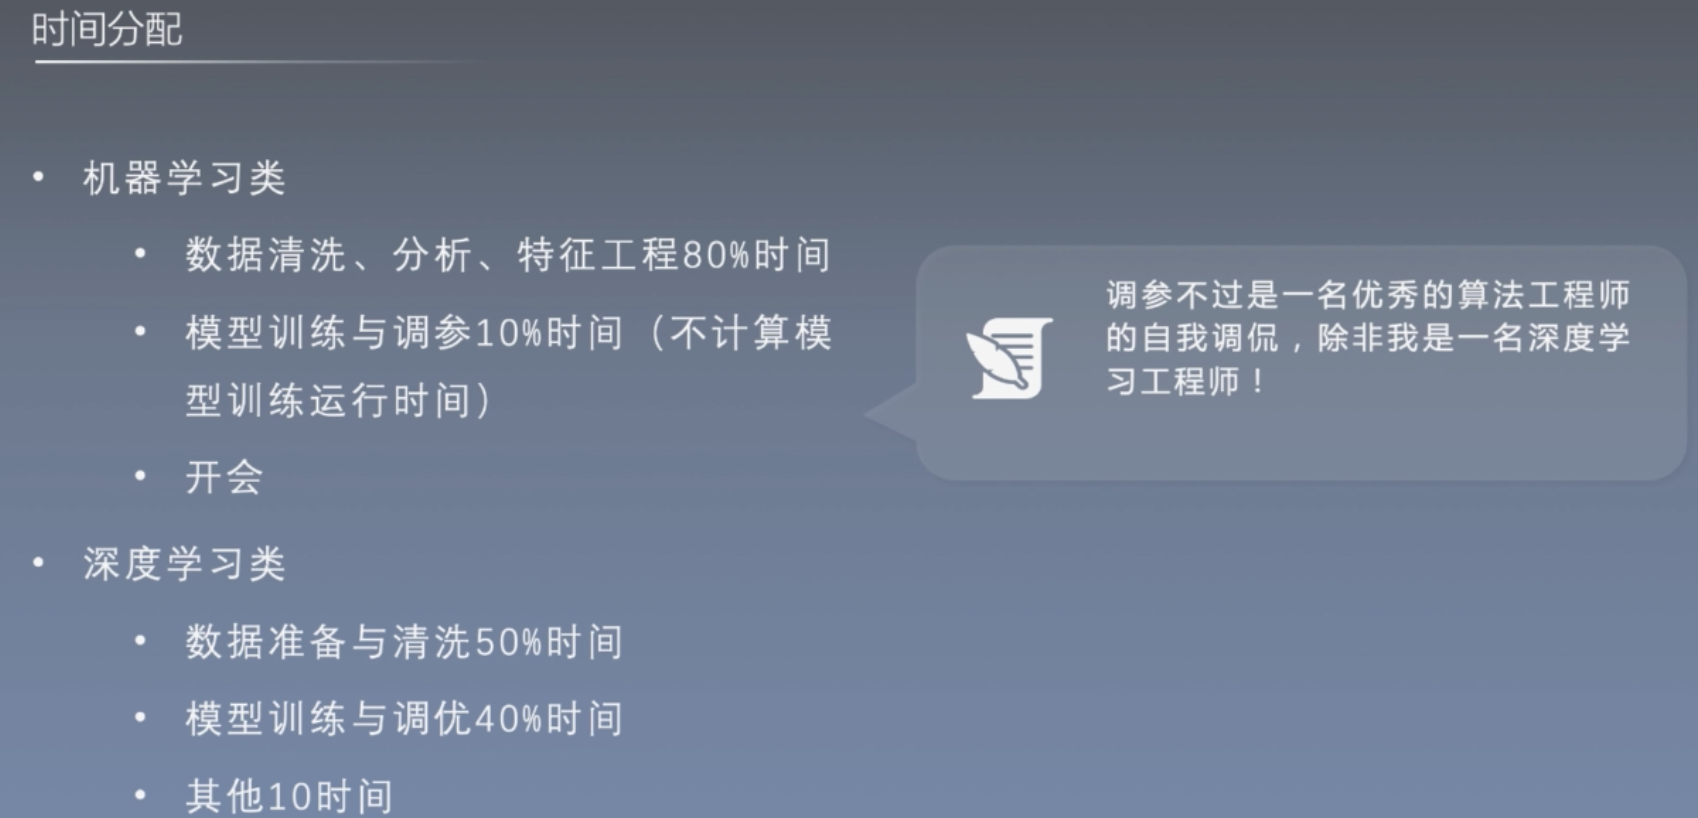 时间分配
• 机器学习类
• 数据清洗、分析、特征工程80%时间
• 模型训练与调参10%时间（不计算模
型训练运行时间）
• 开会
调参不过是一名优秀的算法工程师
的自我调侃，除非我是一名深度学
习工程师！
• 深度学习类
• 数据准备与清洗50%时间
• 模型训练与调优40%时间
• 其他10时间